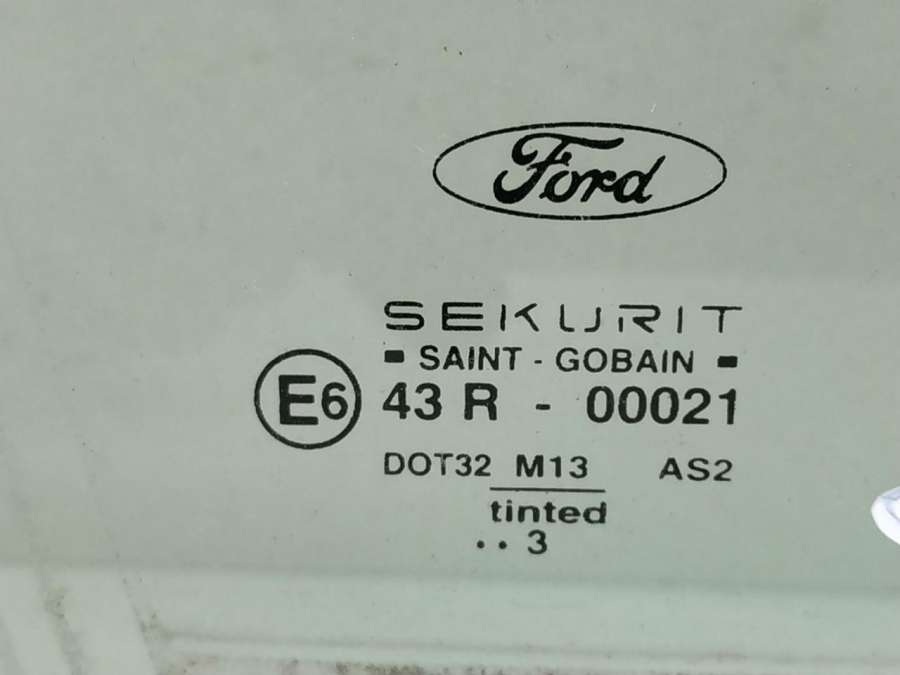 Ford
SEKURIT
SAINT - GOBAIN
E6 43 R - 00021
DOT32 M13 AS2
tinted
.. 3